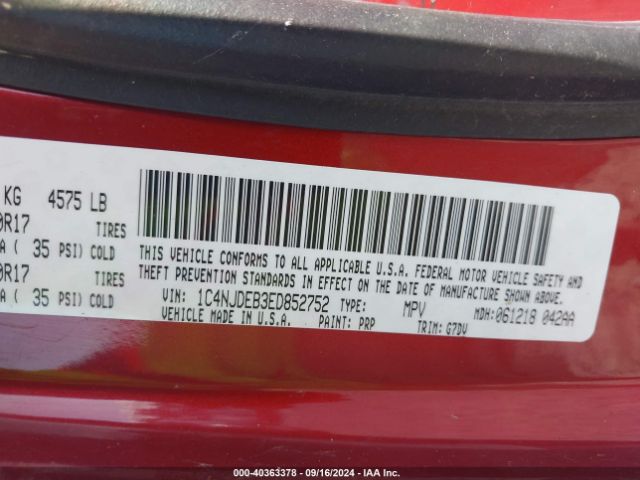 KG 4575 LB
0R17 TIRES
A ( 35 PSI) COLD
0R17 TIRES
A ( 35 PSI) COLD
THIS VEHICLE CONFORMS TO ALL APPLICABLE U.S.A. FEDERAL MOTOR VEHICLE SAFETY AND
THEFT PREVENTION STANDARDS IN EFFECT ON THE DATE OF MANUFACTURE SHOWN ABOVE.
VIN: 1C4NJDEB3ED852752 TYPE: MPV MDH:061218 042AA
VEHICLE MADE IN U.S.A. PAINT: PRP TRIM: G7DV
000-40363378 - 09/16/2024 - IAA Inc.